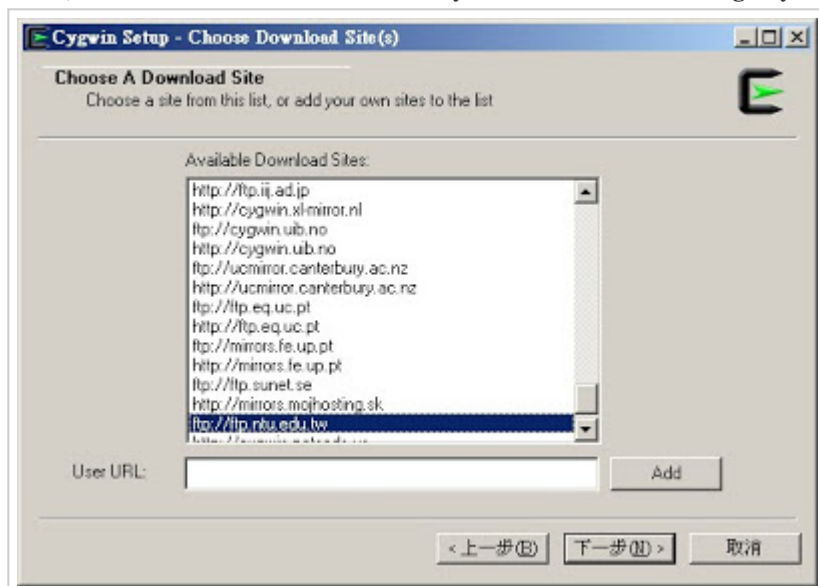 Cygwin Setup - Choose Download Site(s)
Choose A Download Site
Choose a site from this list, or add your own sites to the list
Available Download Sites:
http://ftp.iij.ad.jp
http://cygwin.xl-mirror.nl
ftp://cygwin.uib.no
http://cygwin.uib.no
ftp://ucmirror.canterbury.ac.nz
http://ucmirror.canterbury.ac.nz
ftp://ftp.eq.uc.pt
http://ftp.eq.uc.pt
ftp://mirrors.fe.up.pt
http://mirrors.fe.up.pt
ftp://ftp.sunet.se
http://mirrors.mojhosting.sk
ftp://ftp.ntu.edu.tw
User URL:
Add
<上一步(B) 下一步(N)> 取消